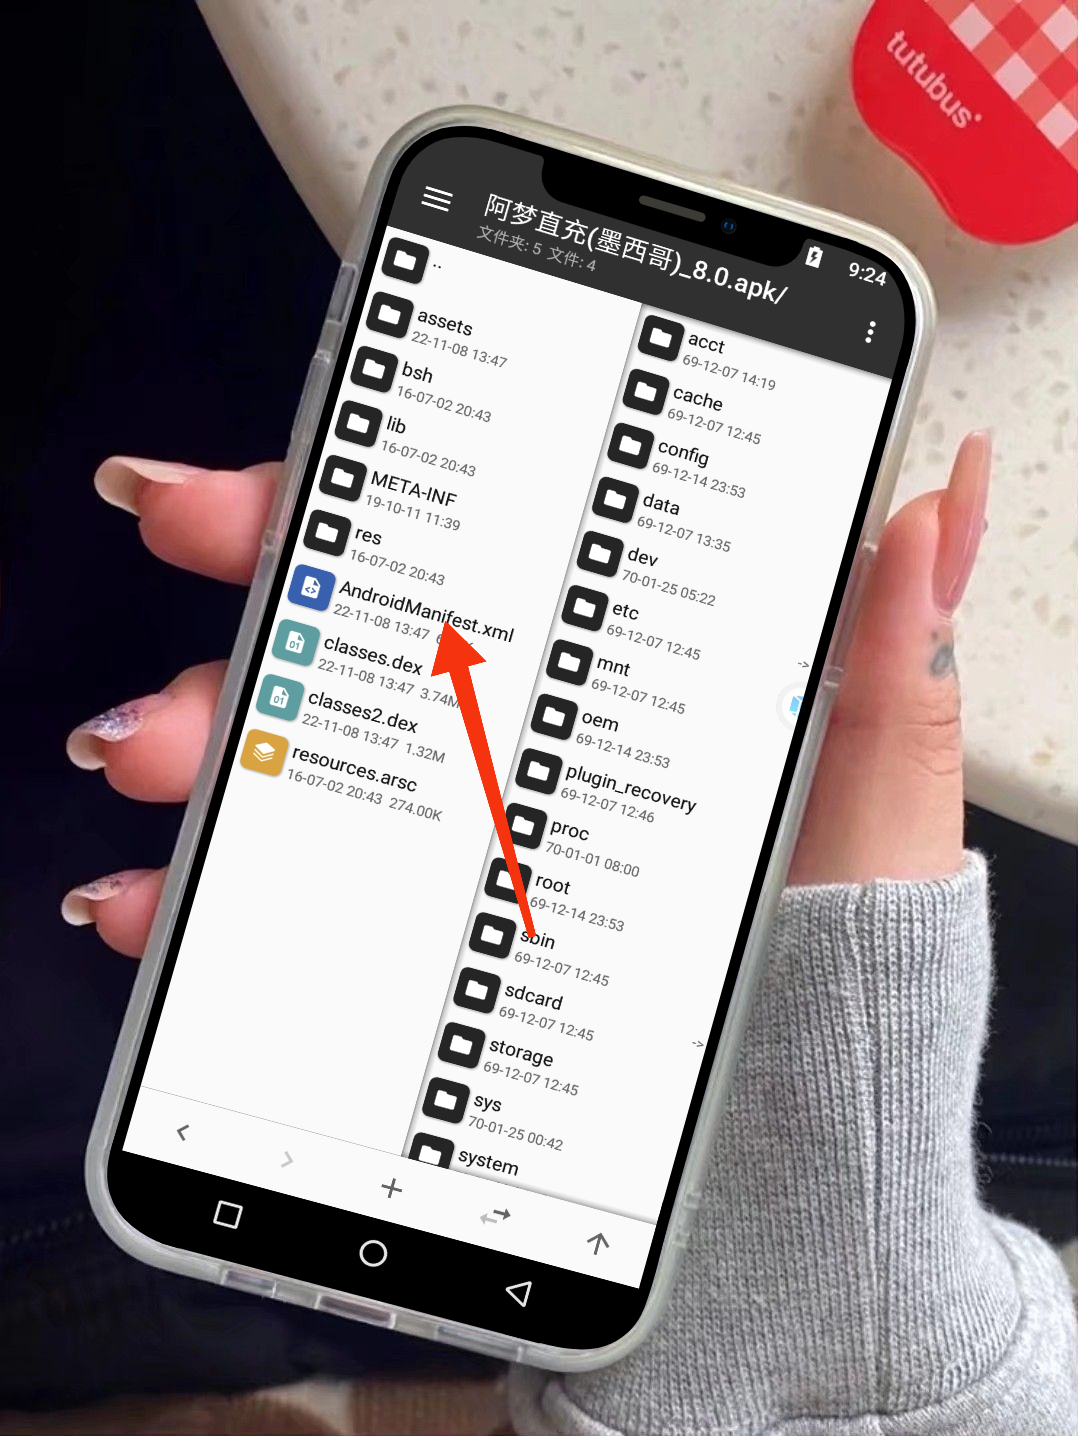 tutubus
9:24
阿梦直充(墨西哥)_8.0.apk/
文件夹: 5 文件: 4
..
assets
22-11-08 13:47
bsh
16-07-02 20:43
lib
16-07-02 20:43
META-INF
19-10-11 11:39
res
16-07-02 20:43
AndroidManifest.xml
22-11-08 13:47
classes.dex
22-11-08 13:47 3.74M
classes2.dex
22-11-08 13:47 1.32M
resources.arsc
16-07-02 20:43 274.00K
acct
69-12-07 14:19
cache
69-12-07 12:45
config
69-12-14 23:53
data
69-12-07 13:35
dev
70-01-25 05:22
etc
69-12-07 12:45
->
mnt
69-12-07 12:45
oem
69-12-14 23:53
plugin_recovery
69-12-07 12:46
proc
70-01-01 08:00
root
69-12-14 23:53
sbin
69-12-07 12:45
sdcard
69-12-07 12:45
->
storage
69-12-07 12:45
sys
70-01-25 00:42
system